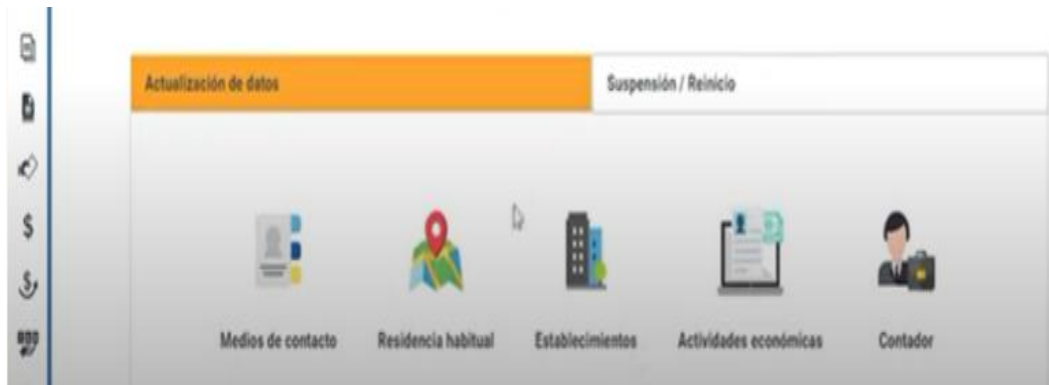 Actualización de datos
Suspensión / Reinicio
Medios de contacto
Residencia habitual
Establecimientos
Actividades económicas
Contador